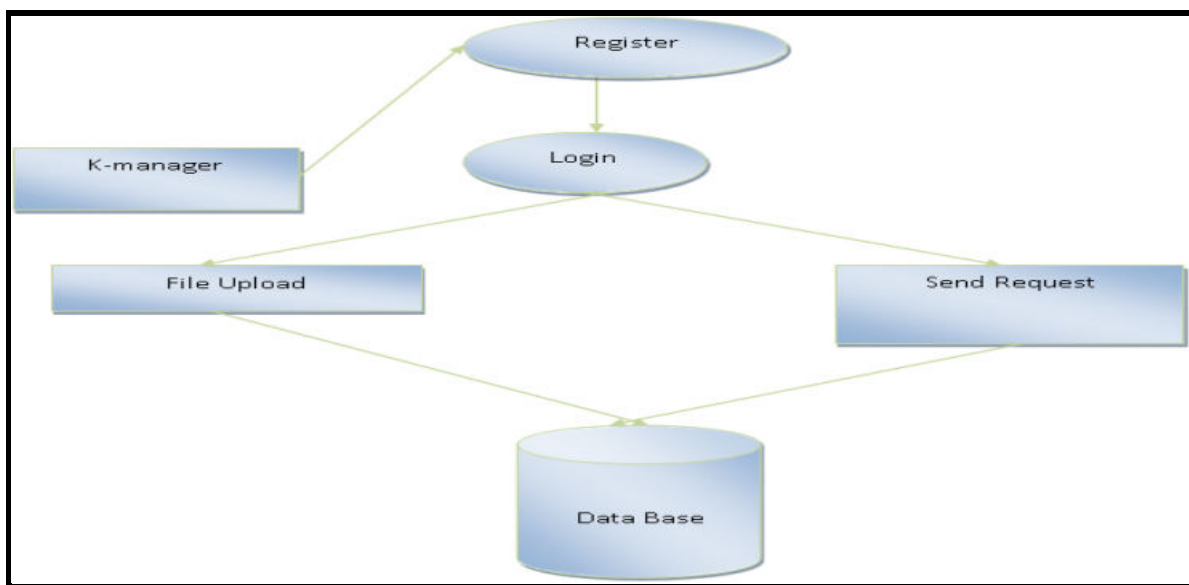 Register
K-manager
Login
File Upload
Send Request
Data Base